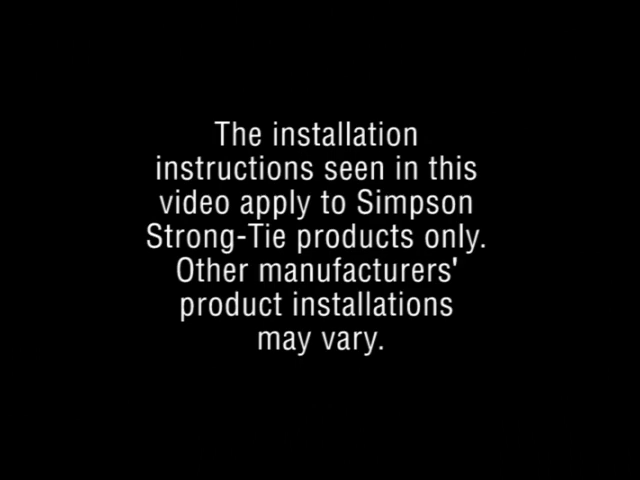 The installation
instructions seen in this
video apply to Simpson
Strong-Tie products only.
Other manufacturers'
product installations
may vary.